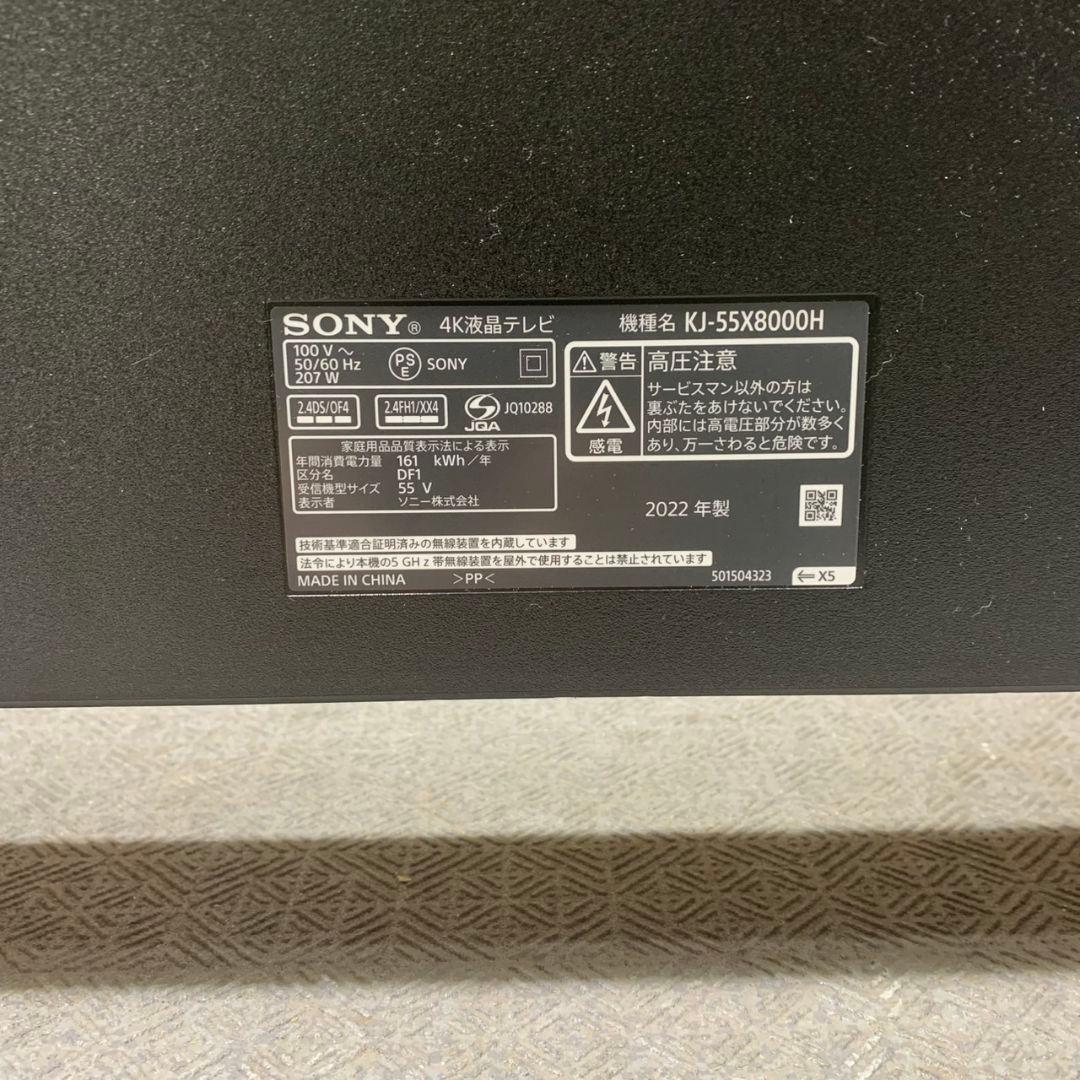 SONY® 4K液晶テレビ 機種名 KJ-55X8000H
100 V ～
50/60 Hz
207 W
PSE SONY
2.4DS/OF4
2.4FH1/XX4
JQA JQ10288
家庭用品品質表示法による表示
年間消費電力量 161 kWh／年
区分名 DF1
受信機型サイズ 55 V
表示者 ソニー株式会社
警告 高圧注意
感電
サービスマン以外の方は
裏ぶたをあけないでください。
内部には高電圧部分が数多く
あり、万一さわると危険です。
2022 年製
技術基準適合証明済みの無線装置を内蔵しています
法令により本機の5 GHz帯無線装置を屋外で使用することは禁止されています
MADE IN CHINA >PP< 501504323 ⇐ X5